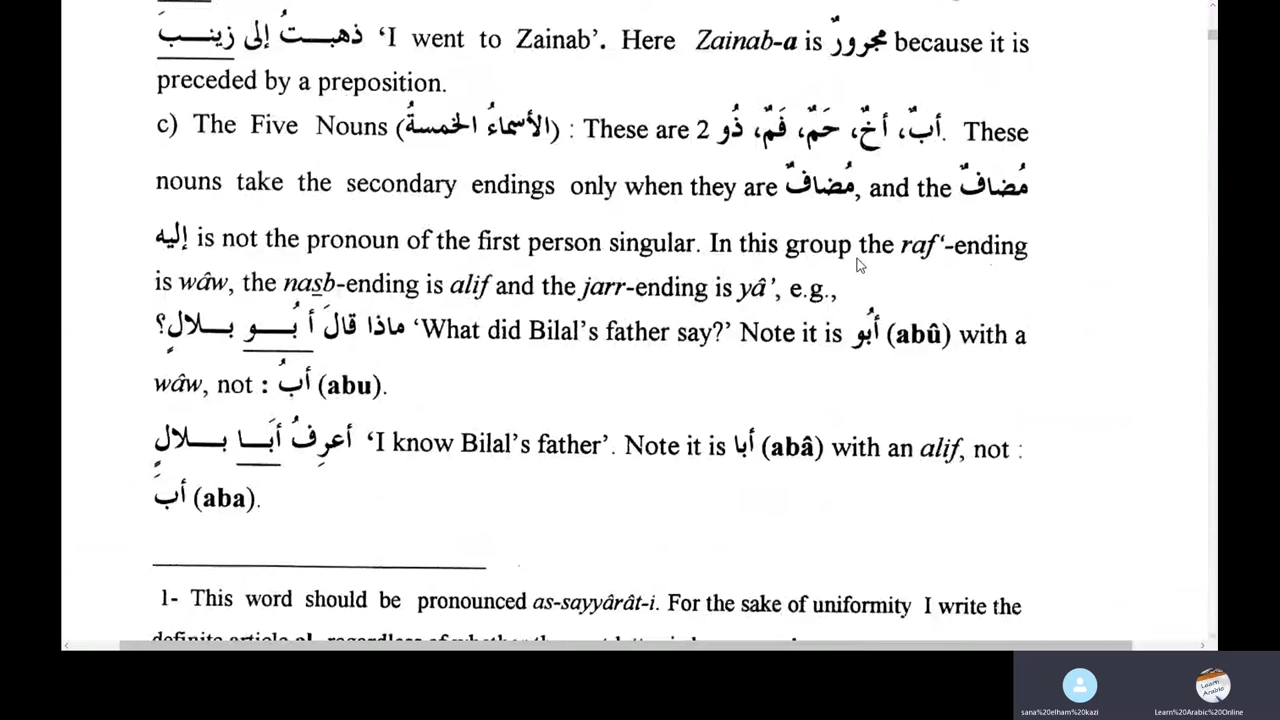 ذهبتُ إلى زينبَ ‘I went to Zainab’. Here Zainab-a is مجرورٌ because it is
preceded by a preposition.
c) The Five Nouns (الأسماءُ الخمسةُ) : These are 2 أبٌ، أخٌ، حَمٌ، فَمٌ، ذُو. These
nouns take the secondary endings only when they are مُضافٌ, and the مُضافٌ
إليه is not the pronoun of the first person singular. In this group the raf‘-ending
is wâw, the nasb-ending is alif and the jarr-ending is yâ’, e.g.,
ماذا قالَ أبُو بلالٍ؟ ‘What did Bilal’s father say?’ Note it is أبُو (abû) with a
wâw, not : أبُ (abu).
أعرِفُ أبَا بلالٍ ‘I know Bilal’s father’. Note it is أبا (abâ) with an alif, not :
أبَ (aba).
1- This word should be pronounced as-sayyârât-i. For the sake of uniformity I write the
sana%20elham%20kazi
Learn%20Arabic%20Online